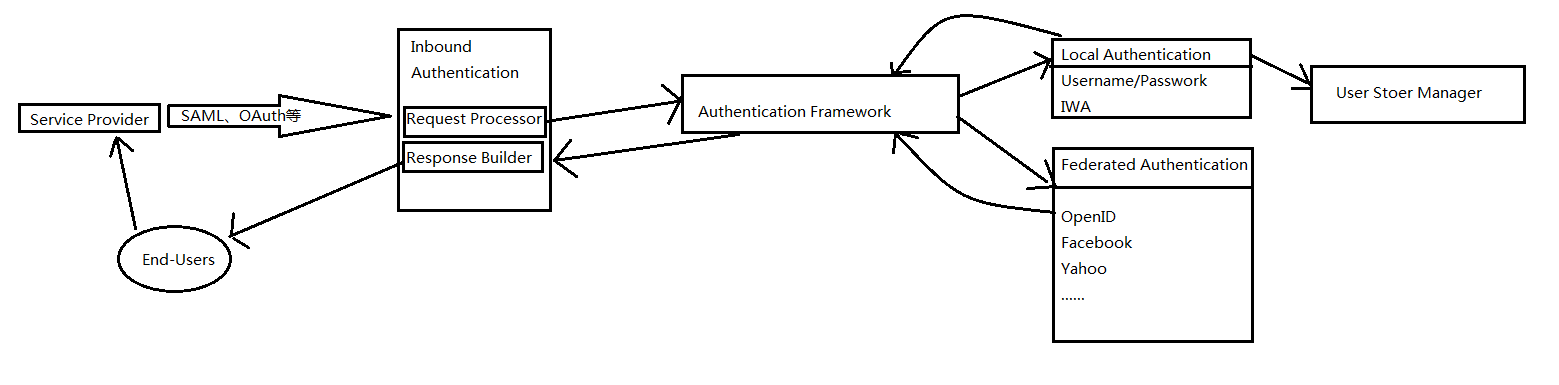 Inbound
Authentication
Request Processor
Response Builder
Service Provider
SAML、OAuth等
End-Users
Authentication Framework
Local Authentication
Username/Passwork
IWA
User Stoer Manager
Federated Authentication
OpenID
Facebook
Yahoo
......